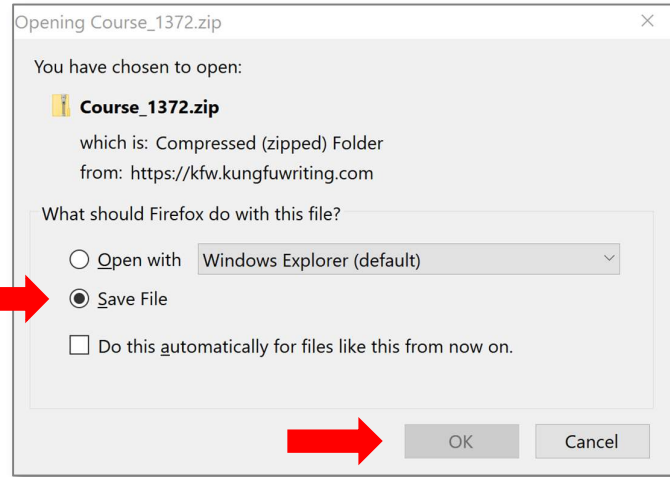 Opening Course_1372.zip
You have chosen to open:
Course_1372.zip
which is: Compressed (zipped) Folder
from: https://kfw.kungfuwriting.com
What should Firefox do with this file?
Open with Windows Explorer (default)
Save File
Do this automatically for files like this from now on.
OK Cancel